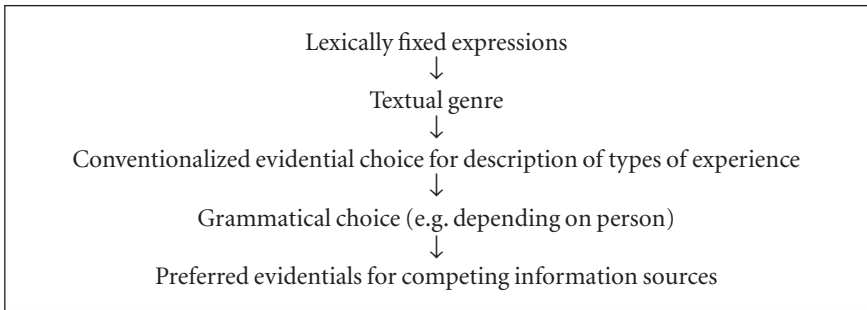 Lexically fixed expressions
↓
Textual genre
↓
Conventionalized evidential choice for description of types of experience
↓
Grammatical choice (e.g. depending on person)
↓
Preferred evidentials for competing information sources